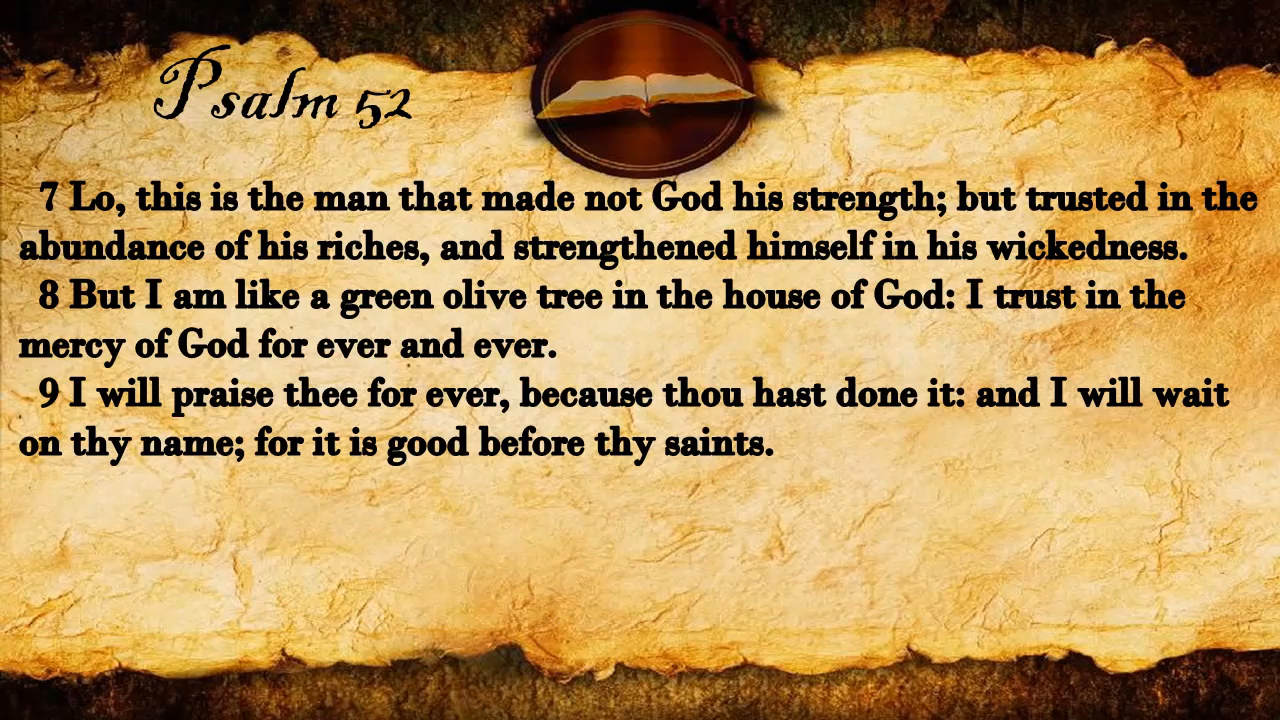 Psalm 52
7 Lo, this is the man that made not God his strength; but trusted in the
abundance of his riches, and strengthened himself in his wickedness.
8 But I am like a green olive tree in the house of God: I trust in the
mercy of God for ever and ever.
9 I will praise thee for ever, because thou hast done it: and I will wait
on thy name; for it is good before thy saints.